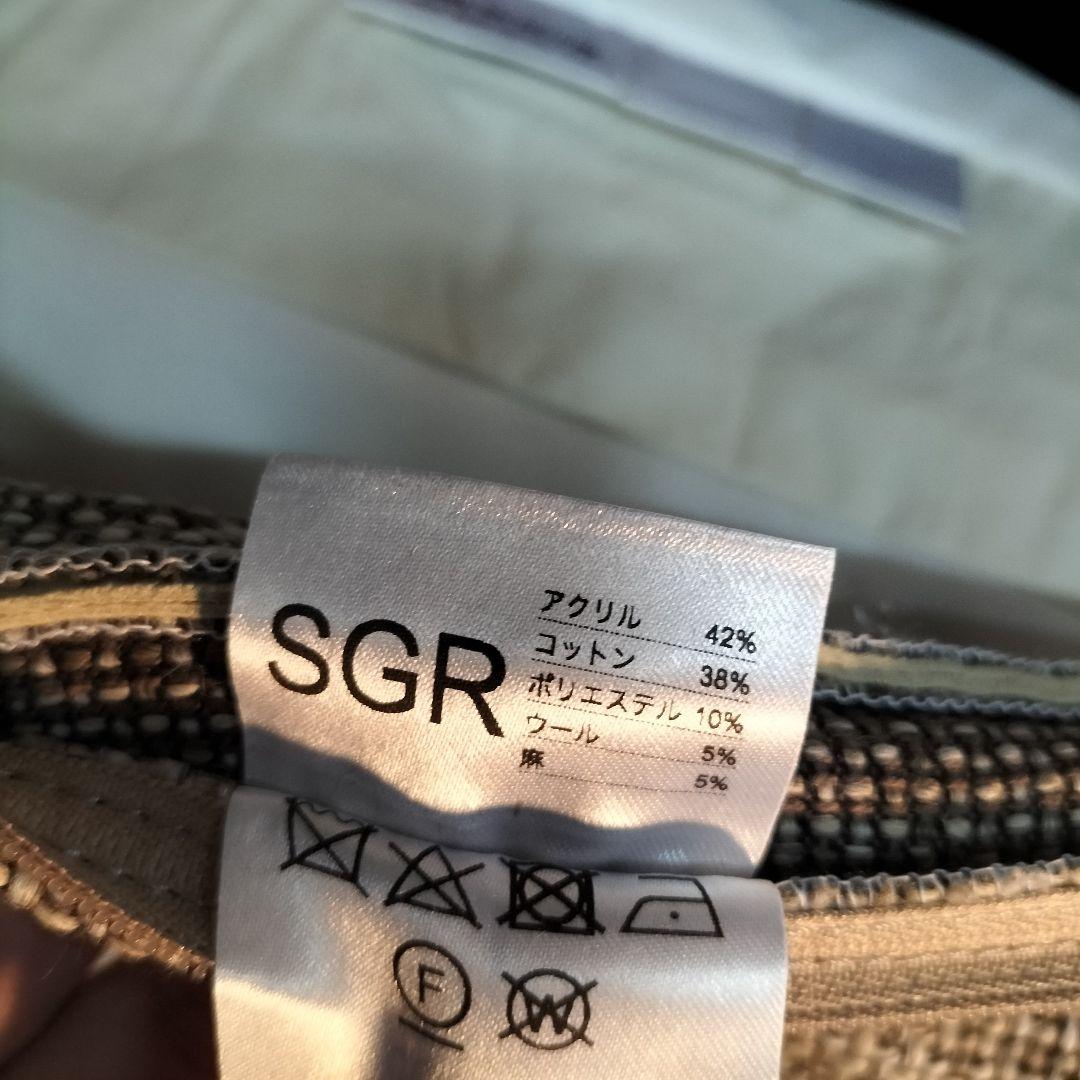 SGR
アクリル 42%
コットン 38%
ポリエステル 10%
ウール 5%
麻 5%
F
W